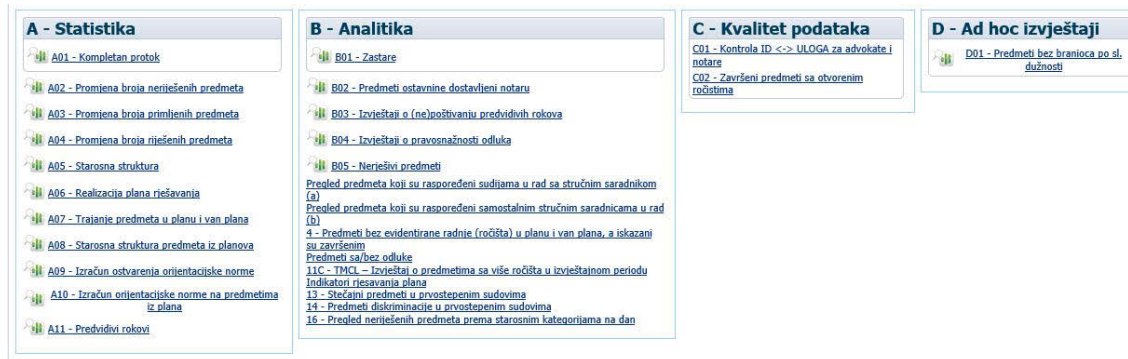 A - Statistika
A01 - Kompletan protok
A02 - Promjena broja neriješenih predmeta
A03 - Promjena broja primljenih predmeta
A04 - Promjena broja riješenih predmeta
A05 - Starosna struktura
A06 - Realizacija plana rješavanja
A07 - Trajanje predmeta u planu i van plana
A08 - Starosna struktura predmeta iz planova
A09 - Izračun ostvarenja orijentacijske norme
A10 - Izračun orijentacijske norme na predmetima
iz plana
A11 - Predvidivi rokovi
B - Analitika
B01 - Zastare
B02 - Predmeti ostavnine dostavljeni notaru
B03 - Izvještaji o (ne)poštivanju predvidivih rokova
B04 - Izvještaji o pravosnažnosti odluka
B05 - Nerješivi predmeti
Pregled predmeta koji su raspoređeni sudijama u rad sa stručnim saradnikom
(a)
Pregled predmeta koji su raspoređeni samostalnim stručnim saradnicama u rad
(b)
4 - Predmeti bez evidentirane radnje (ročišta) u planu i van plana, a iskazani
su završenim
Predmeti sa/bez odluke
11C - TMCL – Izvještaj o predmetima sa više ročišta u izvještajnom periodu
Indikatori rjesavanja plana
13 - Stečajni predmeti u prvostepenim sudovima
14 - Predmeti diskriminacije u prvostepenim sudovima
16 - Pregled neriješenih predmeta prema starosnim kategorijama na dan
C - Kvalitet podataka
C01 - Kontrola ID <-> ULOGA za advokate i
notare
C02 - Završeni predmeti sa otvorenim
ročistima
D - Ad hoc izvještaji
D01 - Predmeti bez branioca po sl.
dužnosti